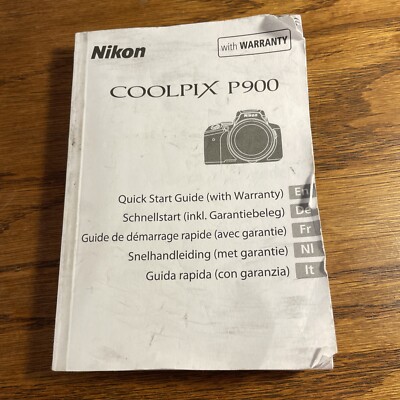 Nikon
with WARRANTY
COOLPIX P900
Nikon
Quick Start Guide (with Warranty) En
Schnellstart (inkl. Garantiebeleg) De
Guide de démarrage rapide (avec garantie) Fr
Snelhandleiding (met garantie) Nl
Guida rapida (con garanzia) It